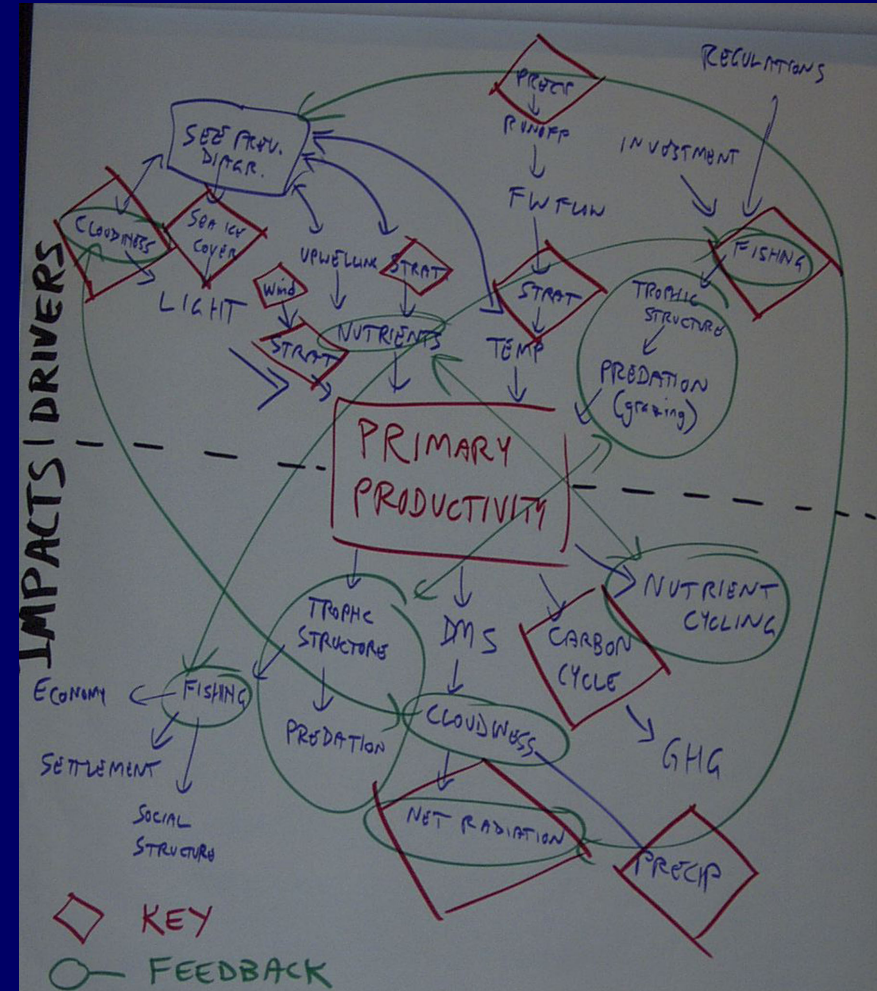 REGULATIONS
PRECIP
RUNOFF
FW FLOW
INVESTMENT
SEE PREV.
DIAGR.
CLOUDINESS
SEA ICE
COVER
UPWELLING
STRAT
FISHING
LIGHT
Wind
STRAT
NUTRIENTS
STRAT
TEMP
TROPHIC
STRUCTURE
PREDATION
(grazing)
IMPACTS | DRIVERS
PRIMARY
PRODUCTIVITY
TROPHIC
STRUCTURE
PREDATION
DMS
CARBON
CYCLE
NUTRIENT
CYCLING
ECONOMY
FISHING
SETTLEMENT
SOCIAL
STRUCTURE
CLOUDINESS
GHG
NET RADIATION
PRECIP
KEY
FEEDBACK